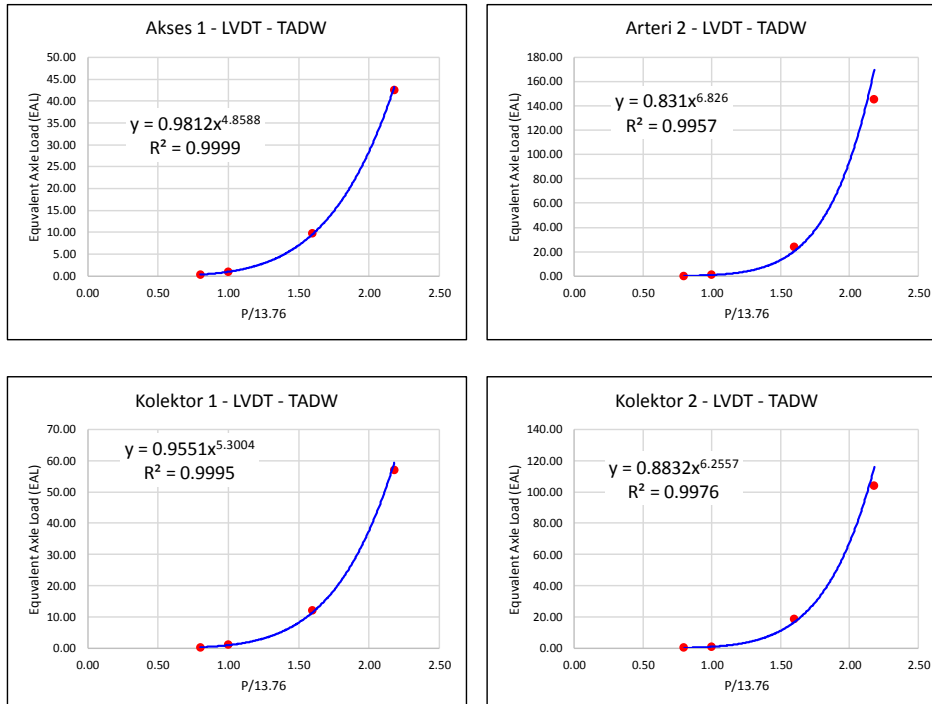 Akses 1 - LVDT - TADW
Equvalent Axle Load (EAL)
50.00
45.00
40.00
35.00
30.00
25.00
20.00
15.00
10.00
5.00
0.00
y = 0.9812x^4.8588
R² = 0.9999
0.00 0.50 1.00 1.50 2.00 2.50
P/13.76
Arteri 2 - LVDT - TADW
Equvalent Axle Load (EAL)
180.00
160.00
140.00
120.00
100.00
80.00
60.00
40.00
20.00
0.00
y = 0.831x^6.826
R² = 0.9957
0.00 0.50 1.00 1.50 2.00 2.50
P/13.76
Kolektor 1 - LVDT - TADW
Equvalent Axle Load (EAL)
70.00
60.00
50.00
40.00
30.00
20.00
10.00
0.00
y = 0.9551x^5.3004
R² = 0.9995
0.00 0.50 1.00 1.50 2.00 2.50
P/13.76
Kolektor 2 - LVDT - TADW
Equvalent Axle Load (EAL)
140.00
120.00
100.00
80.00
60.00
40.00
20.00
0.00
y = 0.8832x^6.2557
R² = 0.9976
0.00 0.50 1.00 1.50 2.00 2.50
P/13.76